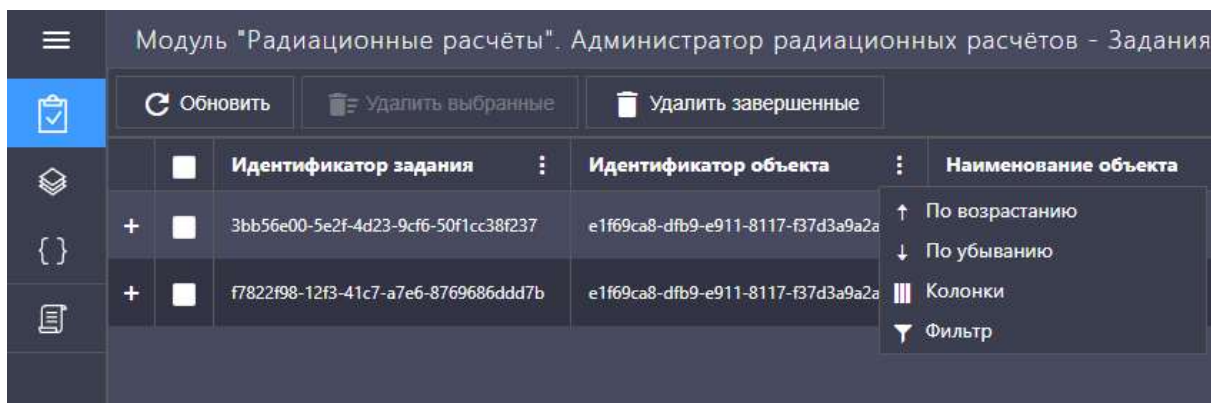 Модуль "Радиационные расчёты". Администратор радиационных расчётов - Задания
Обновить Удалить выбранные Удалить завершенные
Идентификатор задания Идентификатор объекта Наименование объекта
По возрастанию
3bb56e00-5e2f-4d23-9cf6-50f1cc38f237 e1f69ca8-dfb9-e911-8117-f37d3a9a2a
По убыванию
f7822f98-12f3-41c7-a7e6-8769686ddd7b e1f69ca8-dfb9-e911-8117-f37d3a9a2a
Колонки
Фильтр